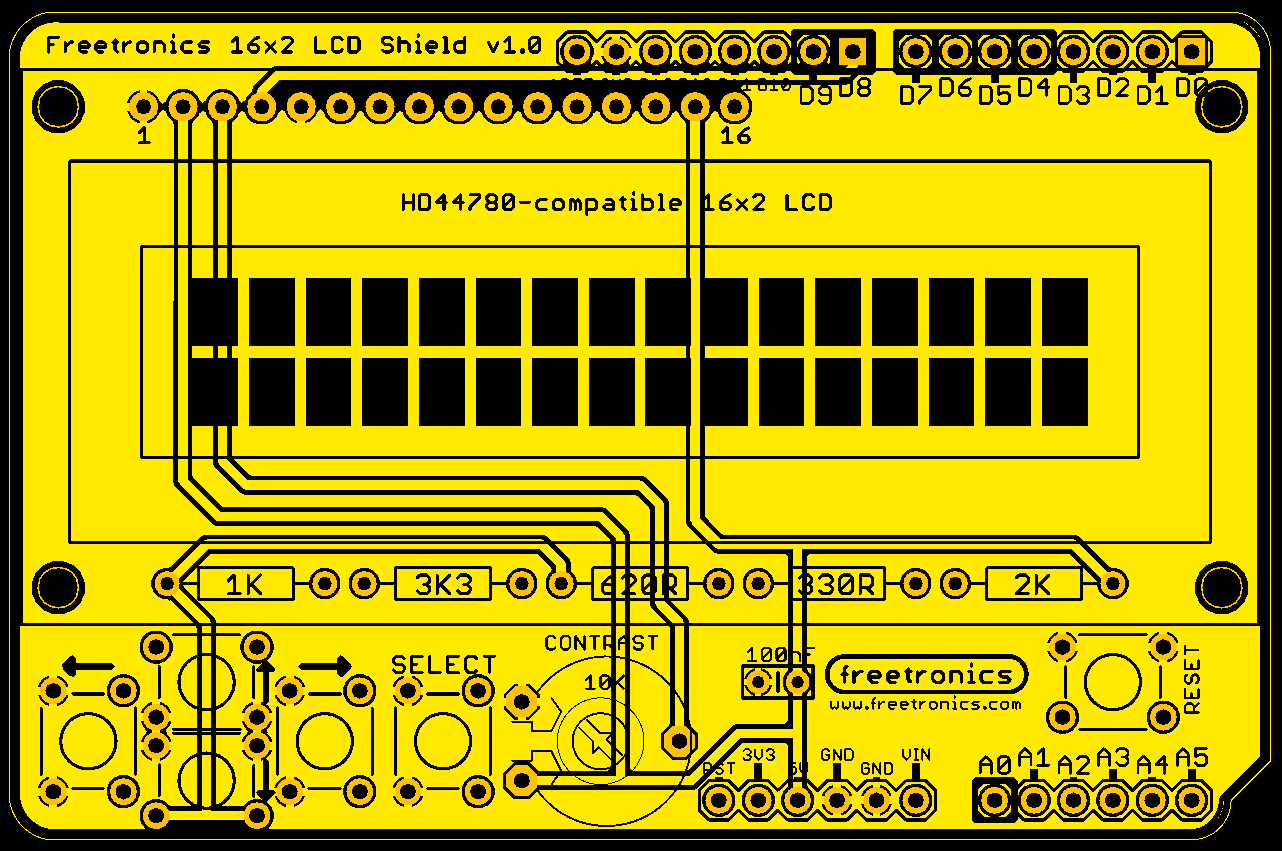 Freetronics 16x2 LCD Shield v1.0
D9 D8 D7 D6 D5 D4 D3 D2 D1 D0
1 16
HD44780-compatible 16x2 LCD
1K 3K3 620R 330R 2K
CONTRAST
SELECT
100nF
10K
freetronics
www.freetronics.com
RESET
RST 3V3 5V GND GND VIN
A0 A1 A2 A3 A4 A5